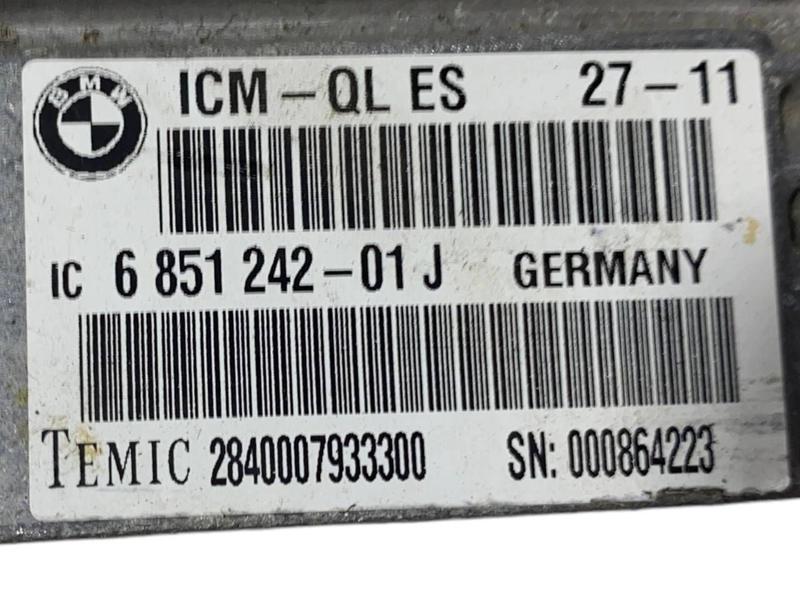 BMW
ICM-QL ES 27-11
IC 6 851 242-01 J GERMANY
TEMIC 2840007933300 SN: 000864223